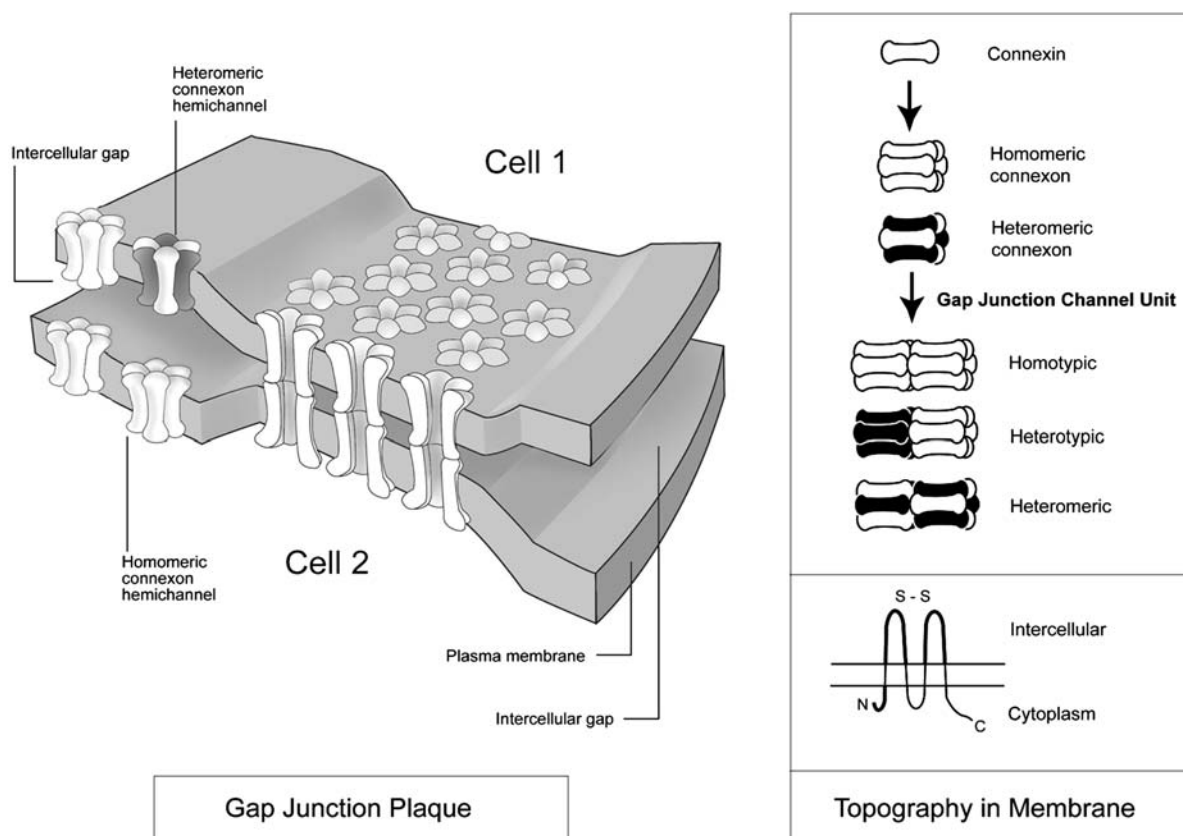 Heteromeric
connexon
hemichannel
Intercellular gap
Cell 1
Cell 2
Homomeric
connexon
hemichannel
Plasma membrane
Intercellular gap
Gap Junction Plaque
Connexin
Homomeric
connexon
Heteromeric
connexon
Gap Junction Channel Unit
Homotypic
Heterotypic
Heteromeric
S - S
Intercellular
N
C
Cytoplasm
Topography in Membrane